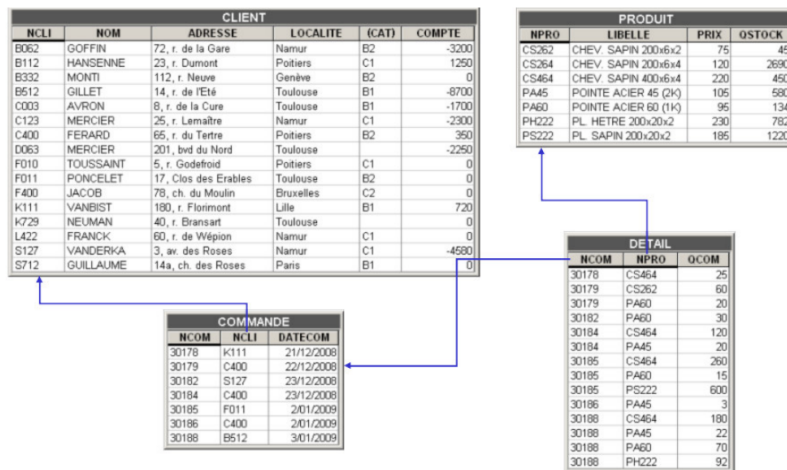 CLIENT
NCLI NOM ADRESSE LOCALITE (CAT) COMPTE
B062 GOFFIN 72, r. de la Gare Namur B2 -3200
B112 HANSENNE 23, r. Dumont Poitiers C1 1250
B332 MONTI 112, r. Neuve Genève B2 0
B512 GILLET 14, r. de l'Eté Toulouse B1 -8700
C003 AVRON 8, r. de la Cure Toulouse B1 -1700
C123 MERCIER 25, r. Lemaître Namur C1 -2300
C400 FERARD 65, r. du Tertre Poitiers B2 350
D063 MERCIER 201, bvd du Nord Toulouse -2250
F010 TOUSSAINT 5, r. Godefroid Poitiers C1 0
F011 PONCELET 17, Clos des Erables Toulouse B2 0
F400 JACOB 78, ch. du Moulin Bruxelles C2 0
K111 VANBIST 180, r. Florimont Lille B1 720
K729 NEUMAN 40, r. Bransart Toulouse 0
L422 FRANCK 60, r. de Wépion Namur C1 0
S127 VANDERKA 3, av. des Roses Namur C1 -4580
S712 GUILLAUME 14a, ch. des Roses Paris B1 0
PRODUIT
NPRO LIBELLE PRIX QSTOCK
CS262 CHEV. SAPIN 200x6x2 75 45
CS264 CHEV. SAPIN 200x6x4 120 2690
CS464 CHEV. SAPIN 400x6x4 220 450
PA45 POINTE ACIER 45 (2K) 105 580
PA60 POINTE ACIER 60 (1K) 95 134
PH222 PL. HETRE 200x20x2 230 782
PS222 PL. SAPIN 200x20x2 185 1220
COMMANDE
NCOM NCLI DATECOM
30178 K111 21/12/2008
30179 C400 22/12/2008
30182 S127 23/12/2008
30184 C400 23/12/2008
30185 F011 2/01/2009
30186 C400 2/01/2009
30188 B512 3/01/2009
DETAIL
NCOM NPRO QCOM
30178 CS464 25
30179 CS262 60
30179 PA60 20
30182 PA60 30
30184 CS464 120
30184 PA45 20
30185 CS464 260
30185 PA60 15
30185 PS222 600
30186 PA45 3
30188 CS464 180
30188 PA45 22
30188 PA60 70
30188 PH222 92